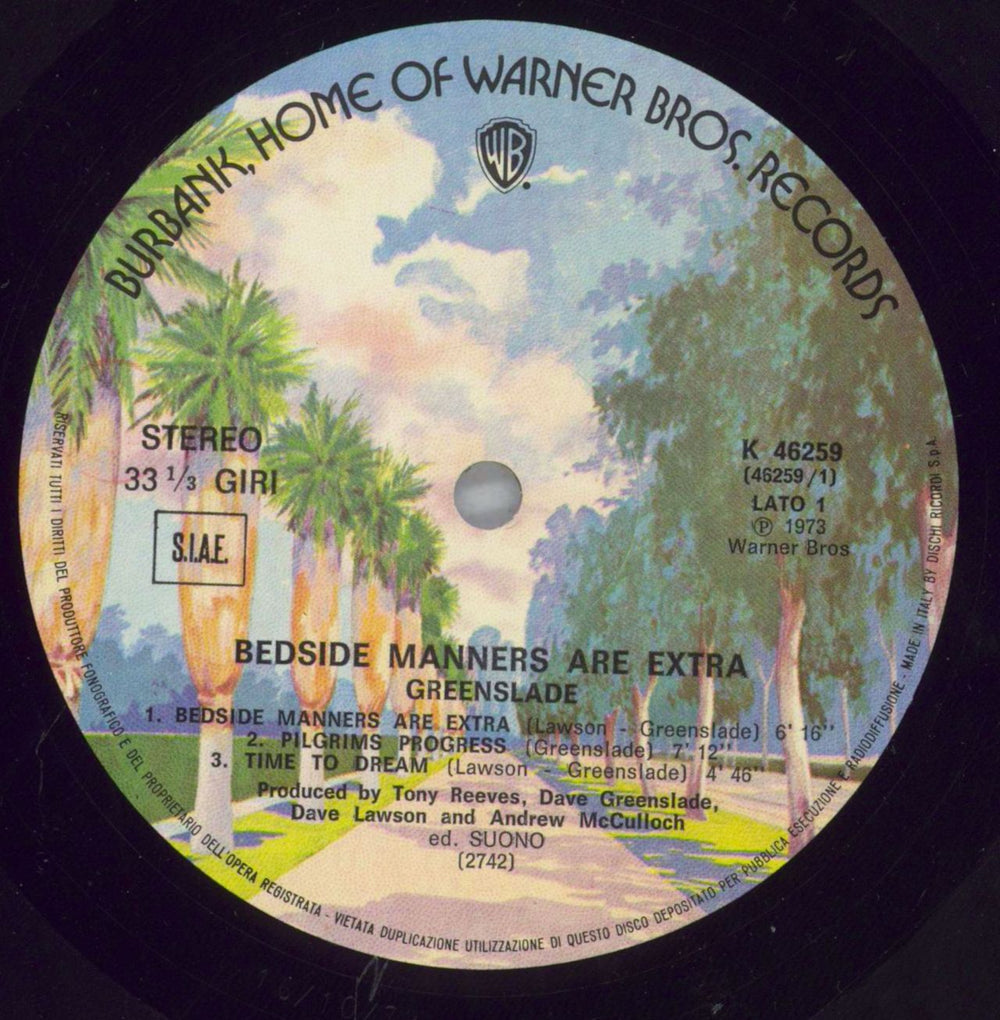 BURBANK, HOME OF WARNER BROS. RECORDS
WB
STEREO
33 1/3 GIRI
S.I.A.E.
K 46259
(46259/1)
LATO 1
Ⓟ 1973
Warner Bros
BEDSIDE MANNERS ARE EXTRA
GREENSLADE
1. BEDSIDE MANNERS ARE EXTRA (Lawson - Greenslade) 6' 16''
2. PILGRIMS PROGRESS (Greenslade) 7' 12''
3. TIME TO DREAM (Lawson - Greenslade) 4' 46''
Produced by Tony Reeves, Dave Greenslade,
Dave Lawson and Andrew McCulloch
ed. SUONO
(2742)
RISERVATI TUTTI I DIRITTI DEL PRODUTTORE FONOGRAFICO E DEL PROPRIETARIO DELL'OPERA REGISTRATA - VIETATA DUPLICAZIONE UTILIZZAZIONE DI QUESTO DISCO DEPOSITATO PER PUBBLICA ESECUZIONE E RADIODIFFUSIONE - MADE IN ITALY BY DISCHI RICORDI S.p.A.